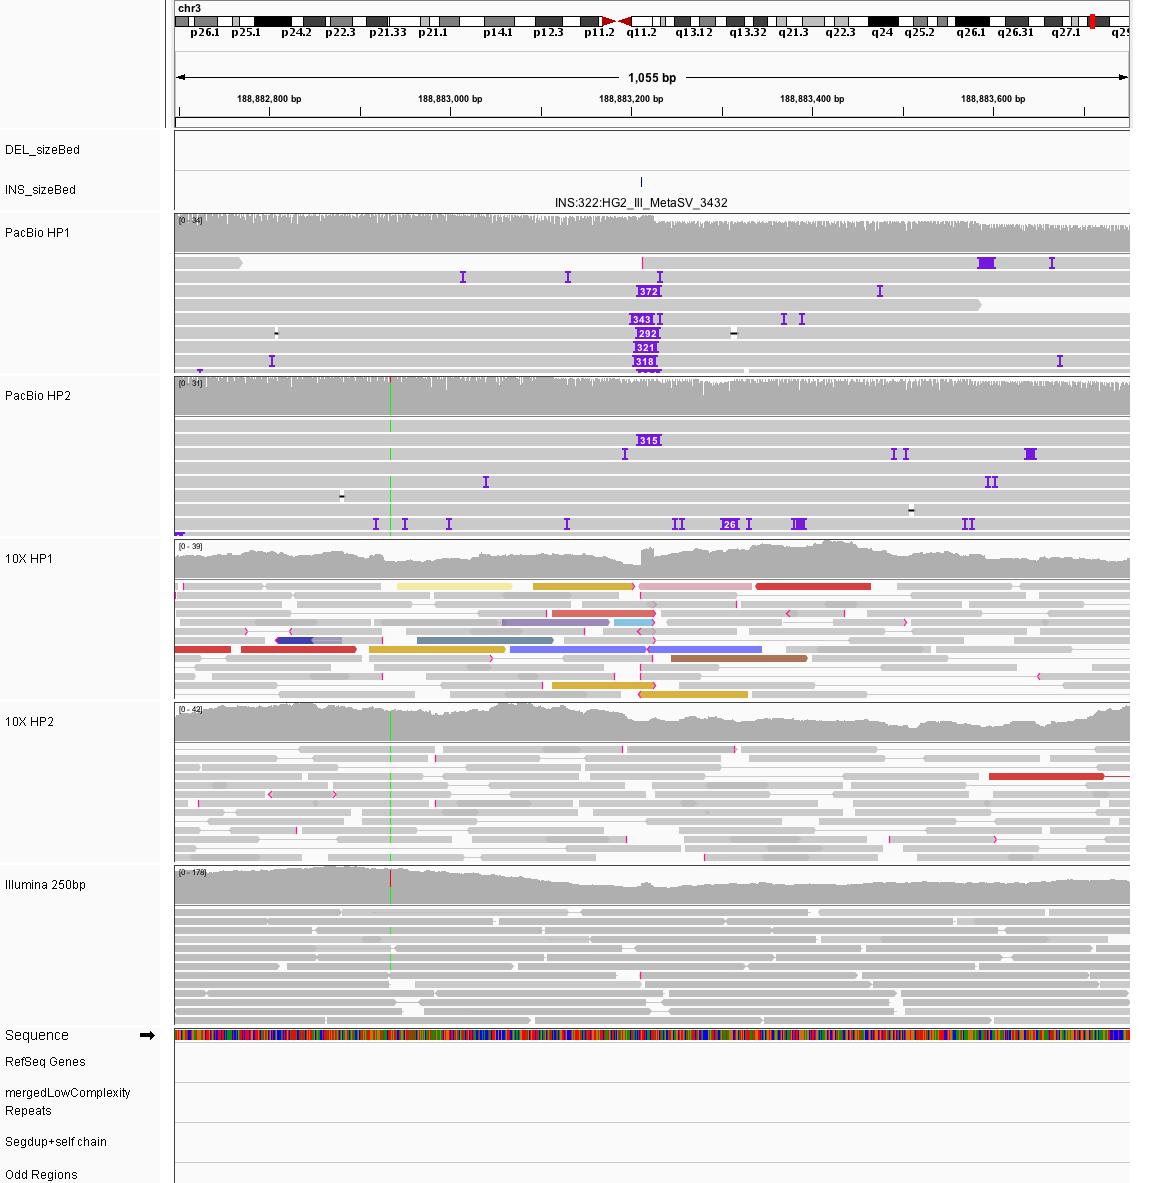 chr3
p26.1 p25.1 p24.2 p22.3 p21.33 p21.1 p14.1 p12.3 p11.2 q11.2 q13.12 q13.32 q21.3 q22.3 q24 q25.2 q26.1 q26.31 q27.1
1,055 bp
188,882,800 bp 188,883,000 bp 188,883,200 bp 188,883,400 bp 188,883,600 bp
DEL_sizeBed
INS_sizeBed
INS:322:HG2_Ill_MetaSV_3432
[0 - 34]
PacBio HP1
372
343
292
321
318
[0 - 31]
PacBio HP2
315
26
[0 - 39]
10X HP1
[0 - 42]
10X HP2
[0 - 178]
Illumina 250bp
Sequence
RefSeq Genes
mergedLowComplexity
Repeats
Segdup+self chain
Odd Regions